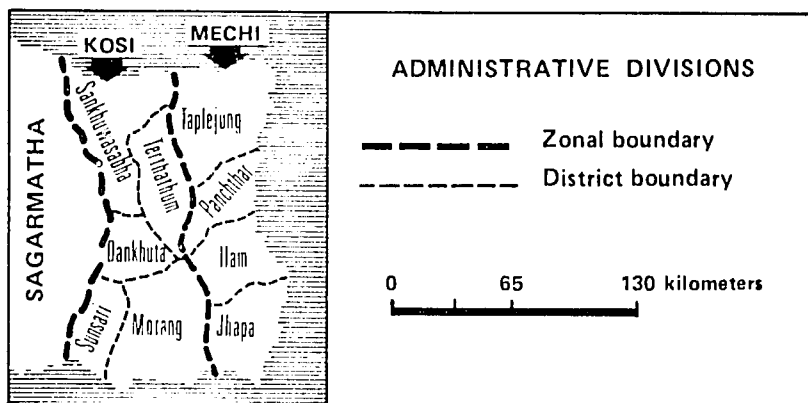 KOSI
MECHI
SAGARMATHA
Sankhuwasabha
Terhathum
Taplejung
Panchthar
Dankhuta
Ilam
Sunsari
Morang
Jhapa
ADMINISTRATIVE DIVISIONS
Zonal boundary
District boundary
0 65 130 kilometers